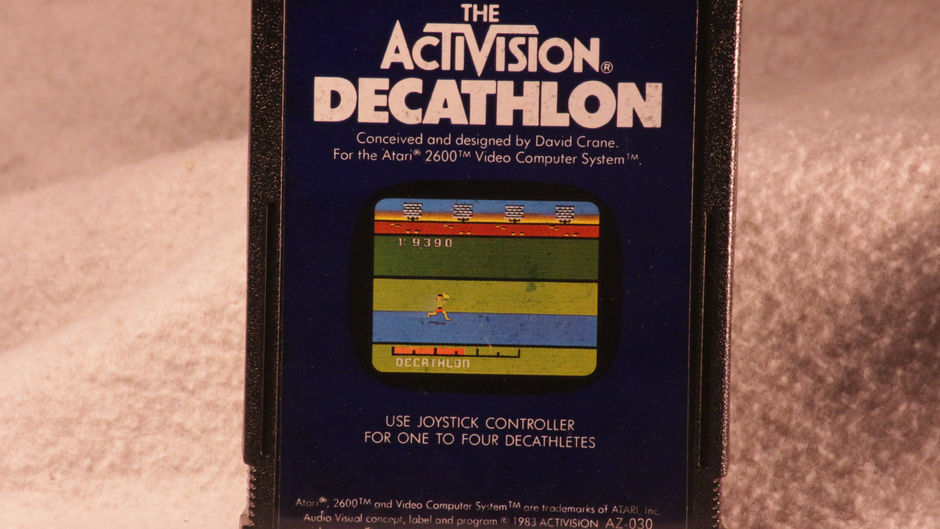 THE
ACTIVISION®
DECATHLON
Conceived and designed by David Crane.
For the Atari® 2600™ Video Computer System™.
1: 9390
DECATHLON
USE JOYSTICK CONTROLLER
FOR ONE TO FOUR DECATHLETES
Atari®, 2600™ and Video Computer System™ are trademarks of ATARI, Inc.
Audio Visual concept, label and program © 1983 ACTIVISION AZ-030